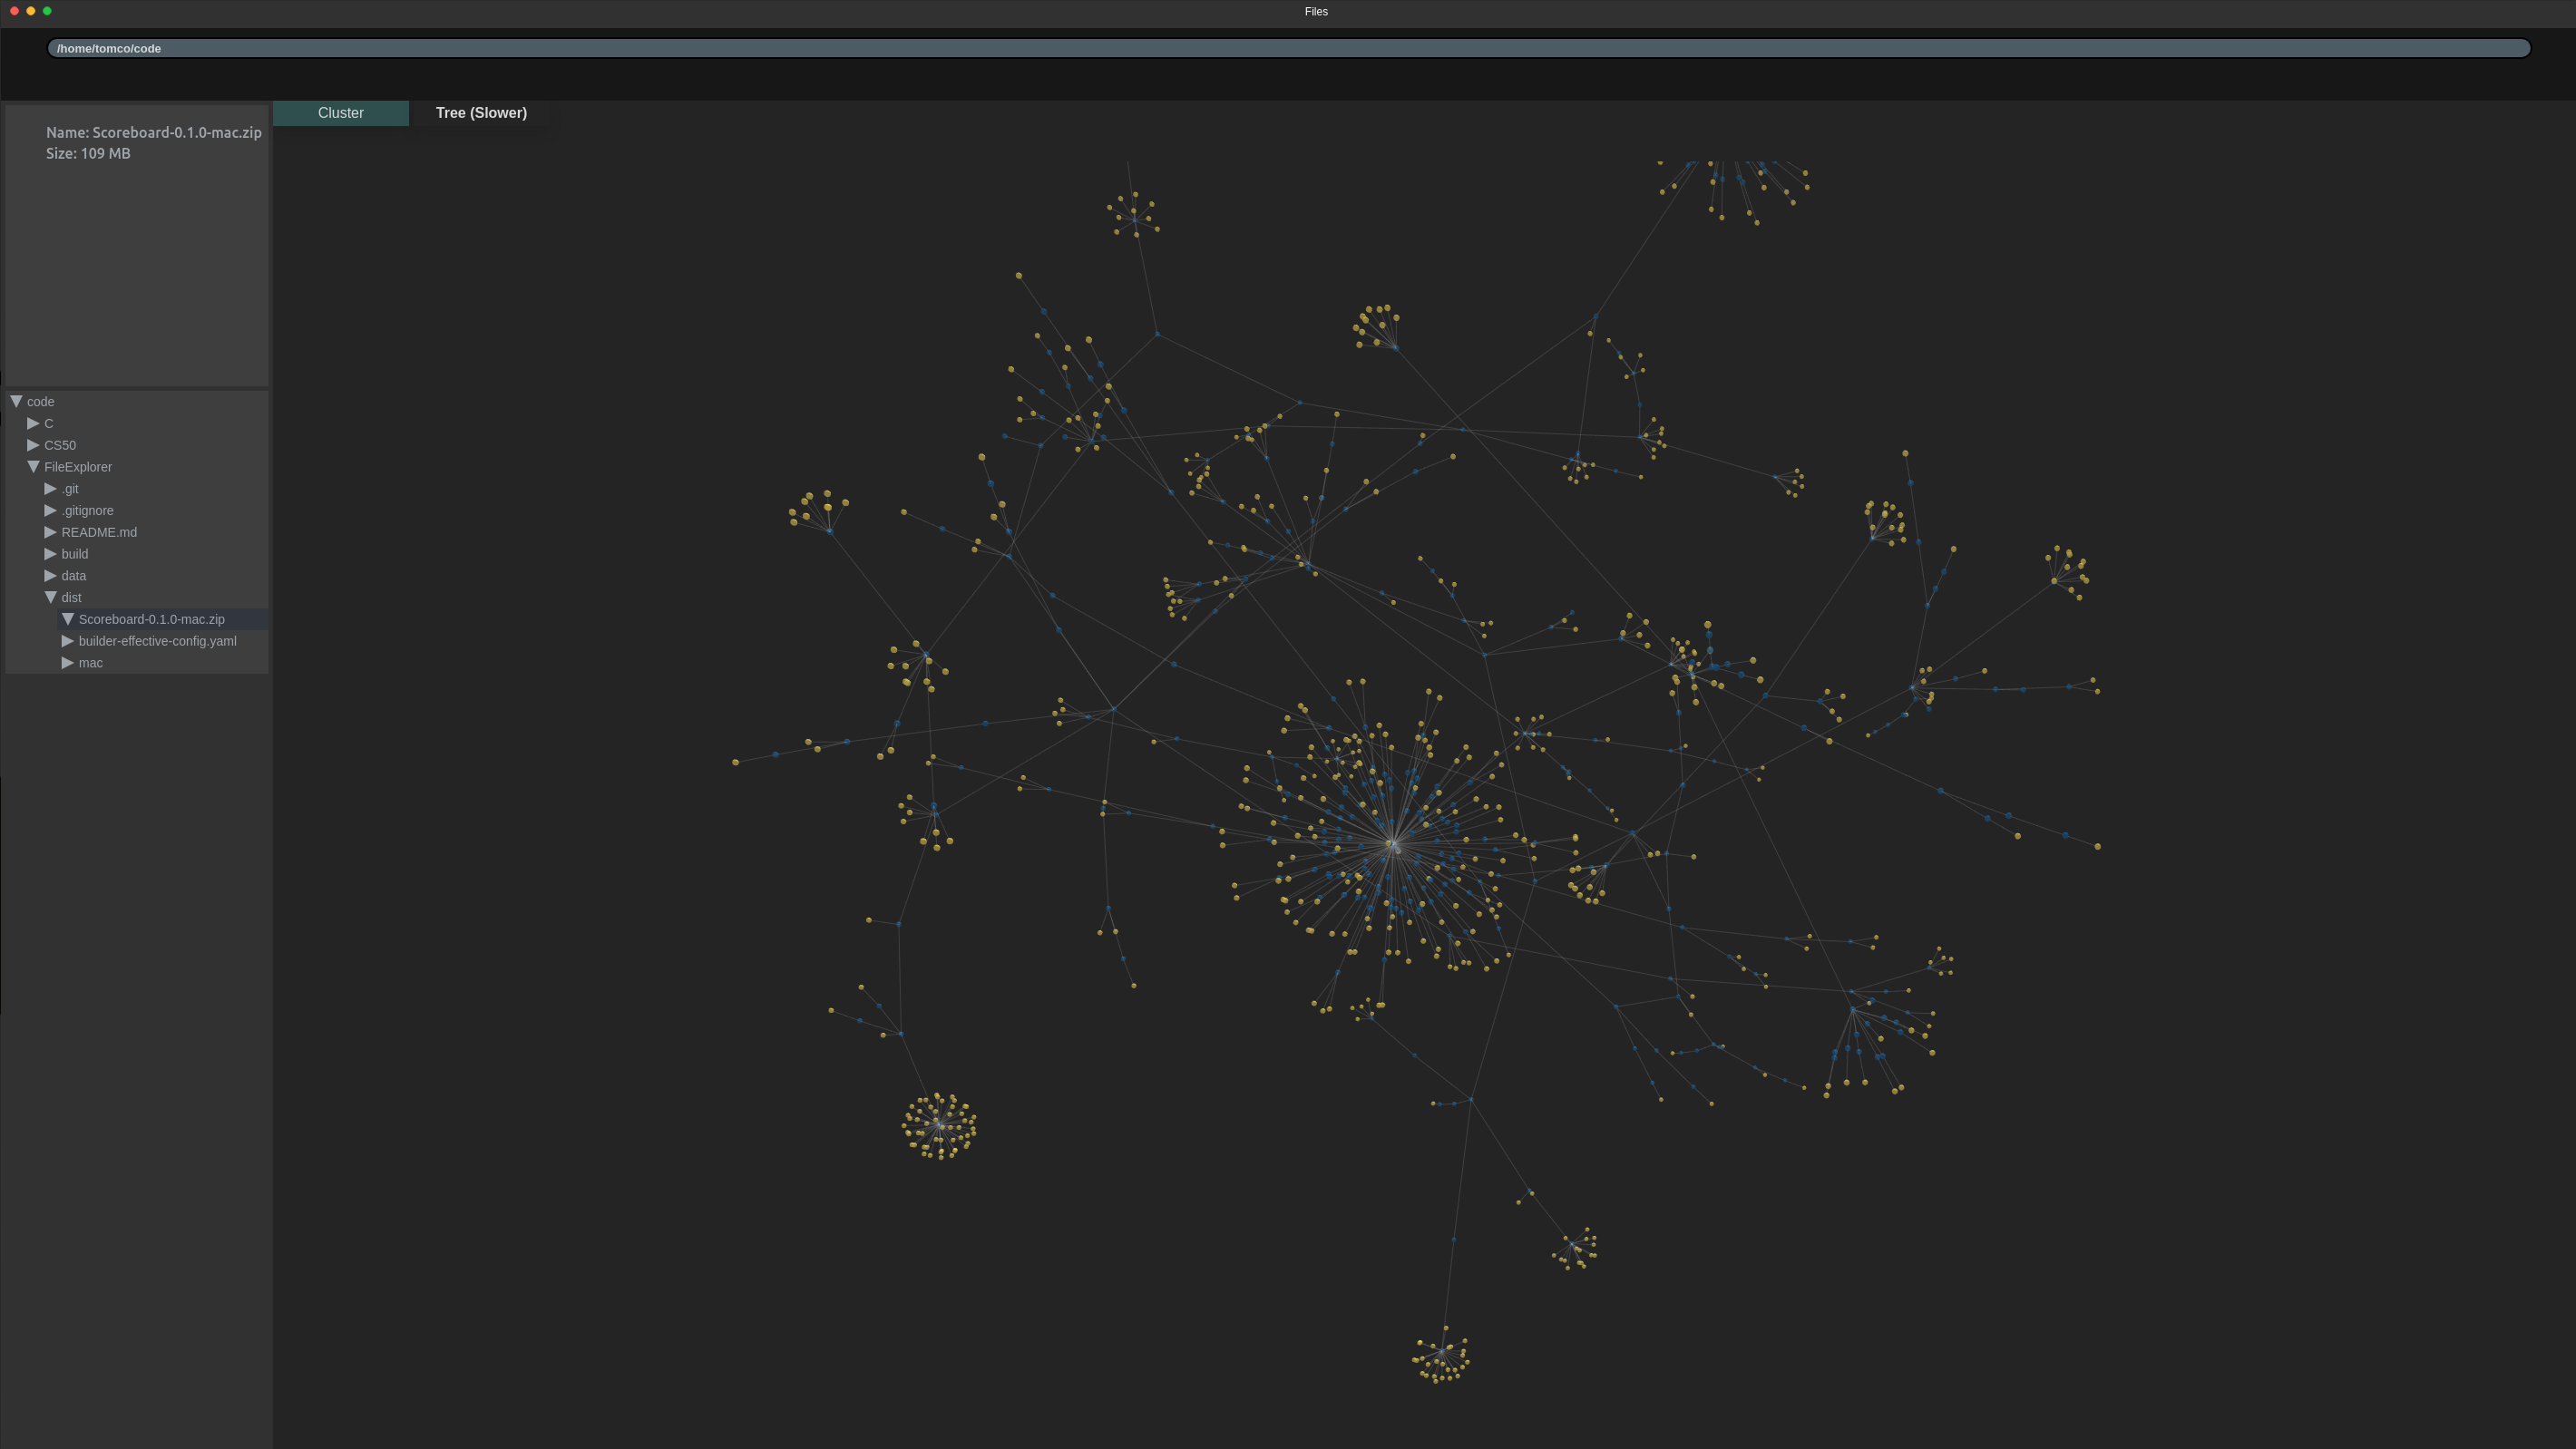 Files
/home/tomco/code
Cluster
Tree (Slower)
Name: Scoreboard-0.1.0-mac.zip
Size: 109 MB
code
C
CS50
FileExplorer
.git
.gitignore
README.md
build
data
dist
Scoreboard-0.1.0-mac.zip
builder-effective-config.yaml
mac